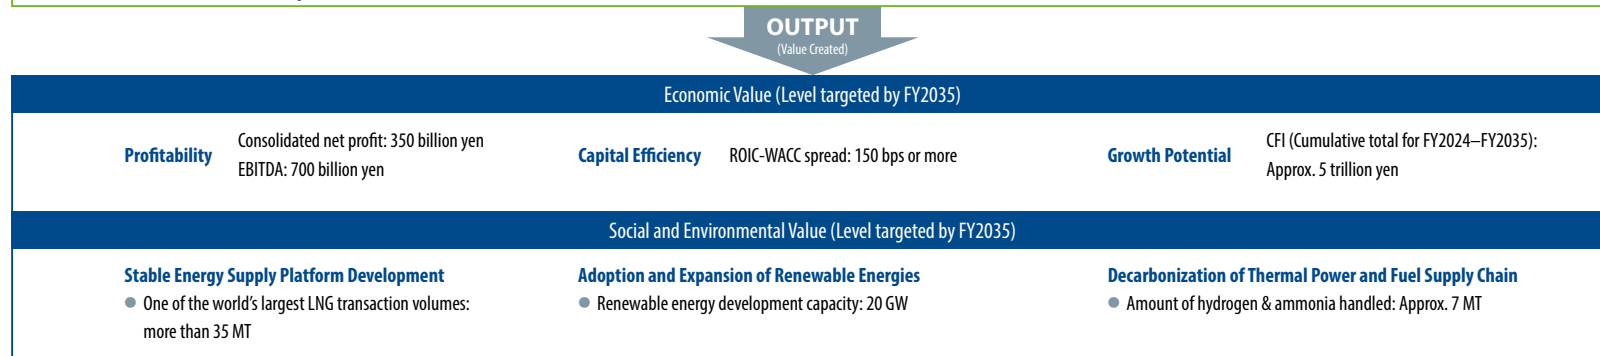 OUTPUT
(Value Created)
Economic Value (Level targeted by FY2035)
Profitability
Consolidated net profit: 350 billion yen
EBITDA: 700 billion yen
Capital Efficiency
ROIC-WACC spread: 150 bps or more
Growth Potential
CFI (Cumulative total for FY2024–FY2035):
Approx. 5 trillion yen
Social and Environmental Value (Level targeted by FY2035)
Stable Energy Supply Platform Development
● One of the world's largest LNG transaction volumes:
more than 35 MT
Adoption and Expansion of Renewable Energies
● Renewable energy development capacity: 20 GW
Decarbonization of Thermal Power and Fuel Supply Chain
● Amount of hydrogen & ammonia handled: Approx. 7 MT